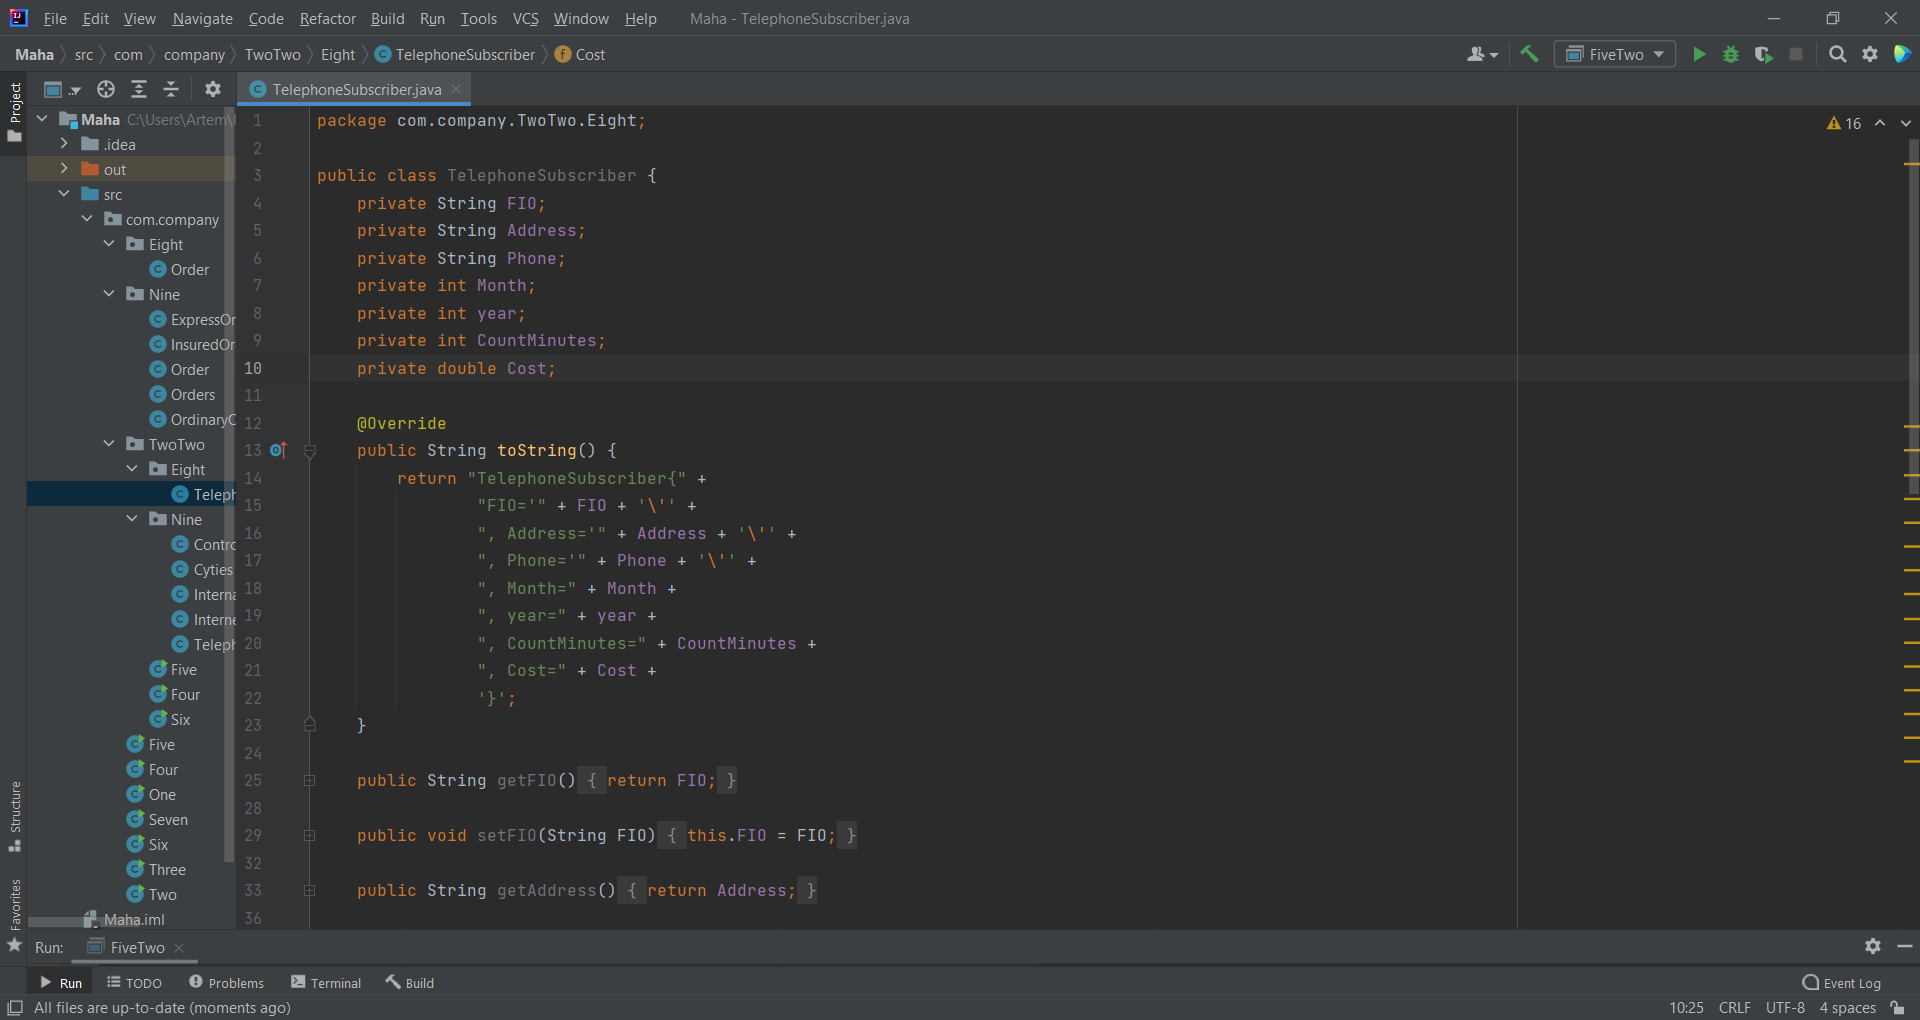 File Edit View Navigate Code Refactor Build Run Tools VCS Window Help Maha - TelephoneSubscriber.java
Maha src com company TwoTwo Eight TelephoneSubscriber Cost FiveTwo
Project
TelephoneSubscriber.java
Maha C:\Users\Artem\
.idea
out
src
com.company
Eight
Order
Nine
ExpressOr
InsuredOr
Order
Orders
OrdinaryC
TwoTwo
Eight
Teleph
Nine
Contro
Cyties
Interna
Interne
Teleph
Five
Four
Six
Five
Four
One
Seven
Six
Three
Two
Maha.iml
Structure
Favorites
16
1 package com.company.TwoTwo.Eight;
2
3 public class TelephoneSubscriber {
4 private String FIO;
5 private String Address;
6 private String Phone;
7 private int Month;
8 private int year;
9 private int CountMinutes;
10 private double Cost;
11
12 @Override
13 public String toString() {
14 return "TelephoneSubscriber{" +
15 "FIO='" + FIO + '\'' +
16 ", Address='" + Address + '\'' +
17 ", Phone='" + Phone + '\'' +
18 ", Month=" + Month +
19 ", year=" + year +
20 ", CountMinutes=" + CountMinutes +
21 ", Cost=" + Cost +
22 '}';
23 }
24
25 public String getFIO() { return FIO; }
28
29 public void setFIO(String FIO) { this.FIO = FIO; }
32
33 public String getAddress() { return Address; }
36
Run: FiveTwo
Run TODO Problems Terminal Build Event Log
All files are up-to-date (moments ago) 10:25 CRLF UTF-8 4 spaces